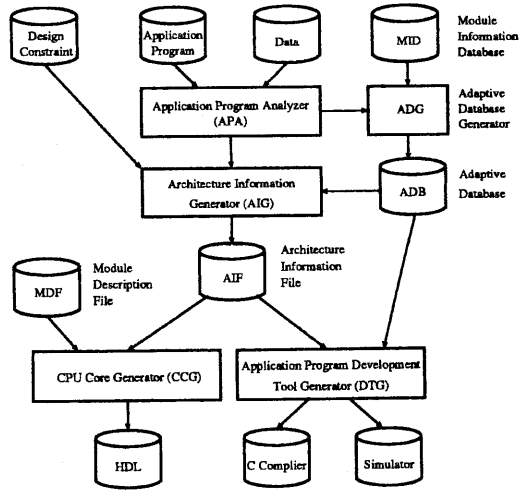 Design
Constraint
Application
Program
Data
MID
Module
Information
Database
Application Program Analyzer
(APA)
ADG
Adaptive
Database
Generator
Architecture Information
Generator (AIG)
ADB
Adaptive
Database
MDF
Module
Description
File
AIF
Architecture
Information
File
CPU Core Generator (CCG)
Application Program Development
Tool Generator (DTG)
HDL
C Complier
Simulator